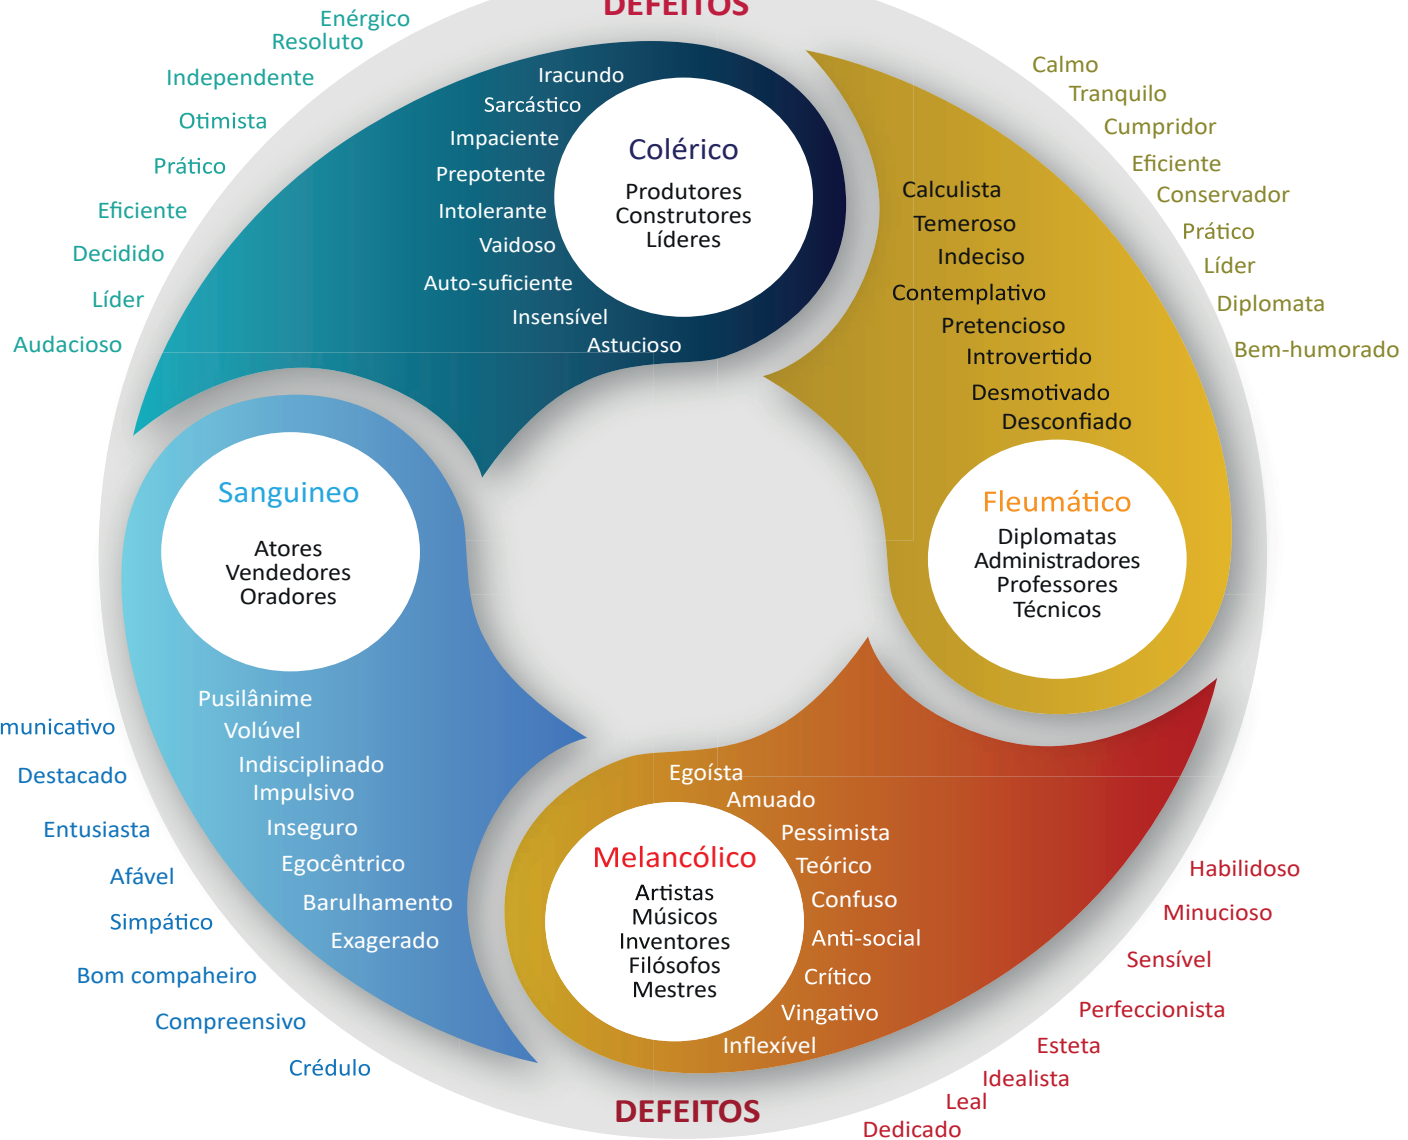 DEFEITOS
Enérgico
Resoluto
Independente
Otimista
Prático
Eficiente
Decidido
Líder
Audacioso
Iracundo
Sarcástico
Impaciente
Prepotente
Intolerante
Vaidoso
Auto-suficiente
Insensível
Astucioso
Colérico
Produtores
Construtores
Líderes
Calmo
Tranquilo
Cumpridor
Eficiente
Conservador
Prático
Líder
Diplomata
Bem-humorado
Calculista
Temeroso
Indeciso
Contemplativo
Pretencioso
Introvertido
Desmotivado
Desconfiado
Fleumático
Diplomatas
Administradores
Professores
Técnicos
Sanguineo
Atores
Vendedores
Oradores
Pusilânime
Volúvel
Indisciplinado
Impulsivo
Inseguro
Egocêntrico
Barulhamento
Exagerado
municativo
Destacado
Entusiasta
Afável
Simpático
Bom compaheiro
Compreensivo
Crédulo
Melancólico
Artistas
Músicos
Inventores
Filósofos
Mestres
Egoísta
Amuado
Pessimista
Teórico
Confuso
Anti-social
Crítico
Vingativo
Inflexível
Habilidoso
Minucioso
Sensível
Perfeccionista
Esteta
Idealista
Leal
Dedicado
DEFEITOS